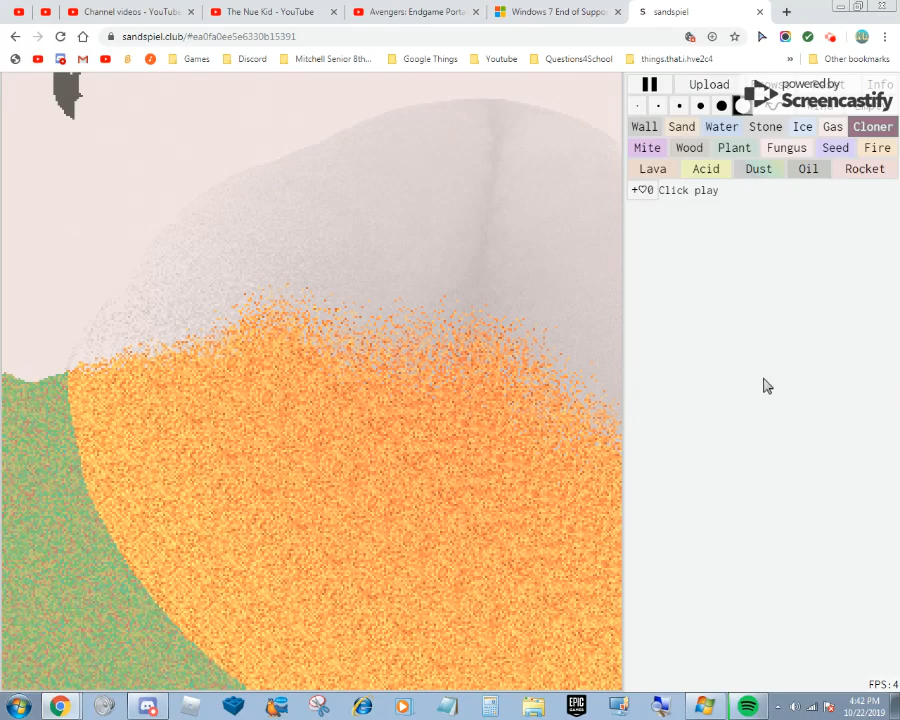 Channel videos - YouTube
The Nue Kid - YouTube
Avengers: Endgame Porta
Windows 7 End of Suppo
S sandspiel
sandspiel.club/#ea0fa0ee5e6330b15391
Games
Discord
Mitchell Senior 8th...
Google Things
Youtube
Questions4School
things.that.i.hve2c4
»
Other bookmarks
Upload
Info
powered by
Screencastify
Wall Sand Water Stone Ice Gas Cloner
Mite Wood Plant Fungus Seed Fire
Lava Acid Dust Oil Rocket
+♡0 Click play
FPS:4
EPIC
GAMES
4:42 PM
10/22/2019